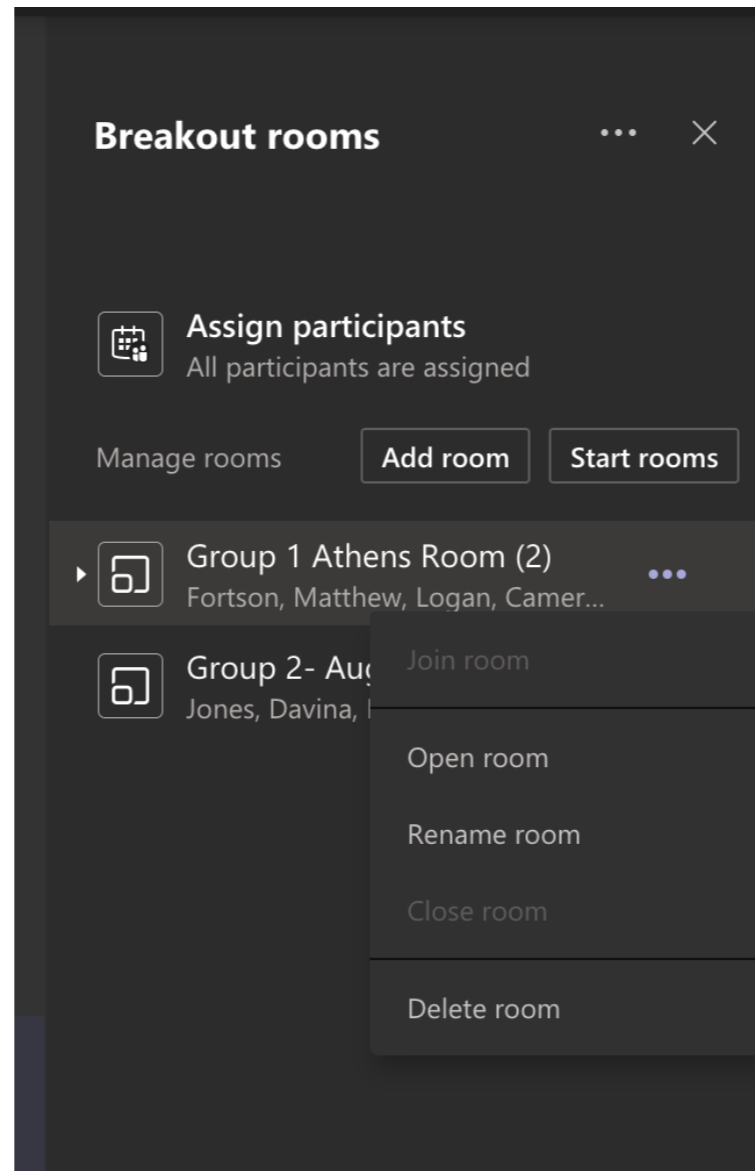 Breakout rooms
Assign participants
All participants are assigned
Manage rooms Add room Start rooms
Group 1 Athens Room (2)
Fortson, Matthew, Logan, Camer...
Join room
Group 2-
Jones, Davina,
Open room
Rename room
Close room
Delete room